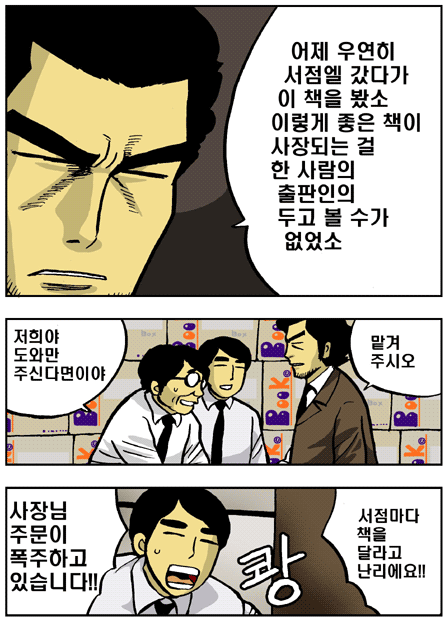 어제 우연히
서점엘 갔다가
이 책을 봤소
이렇게 좋은 책이
사장되는 걸
한 사람의
출판인의
두고 볼 수가
없었소
저희야
도와만
주신다면이야
맡겨
주시오
BooK
BooK
BooK
사장님
주문이
폭주하고
있습니다!!
쾅
서점마다
책을
달라고
난리에요!!